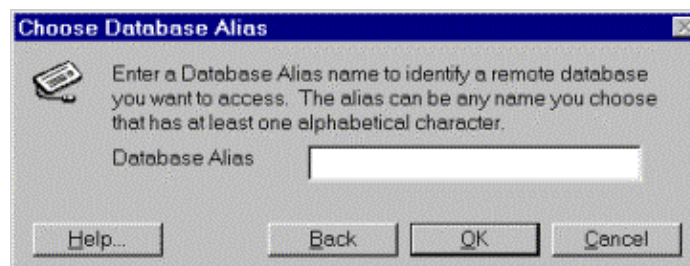 Choose Database Alias
Enter a Database Alias name to identify a remote database
you want to access. The alias can be any name you choose
that has at least one alphabetical character.
Database Alias
Help...
Back
OK
Cancel